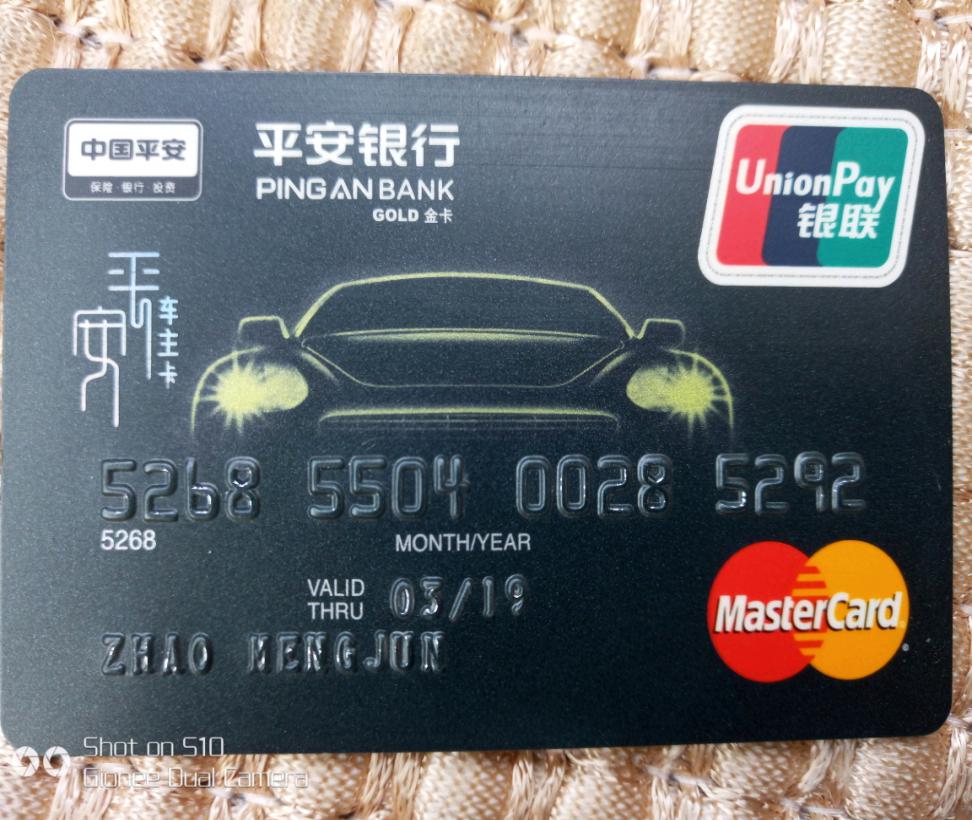 中国平安
保险·银行·投资
平安银行
PING AN BANK
GOLD 金卡
UnionPay
银联
平安
车主卡
5268 5504 0028 5292
5268
MONTH/YEAR
VALID THRU 03/19
ZHAO MENGJUN
MasterCard
Shot on S10
Gionee Dual Camera